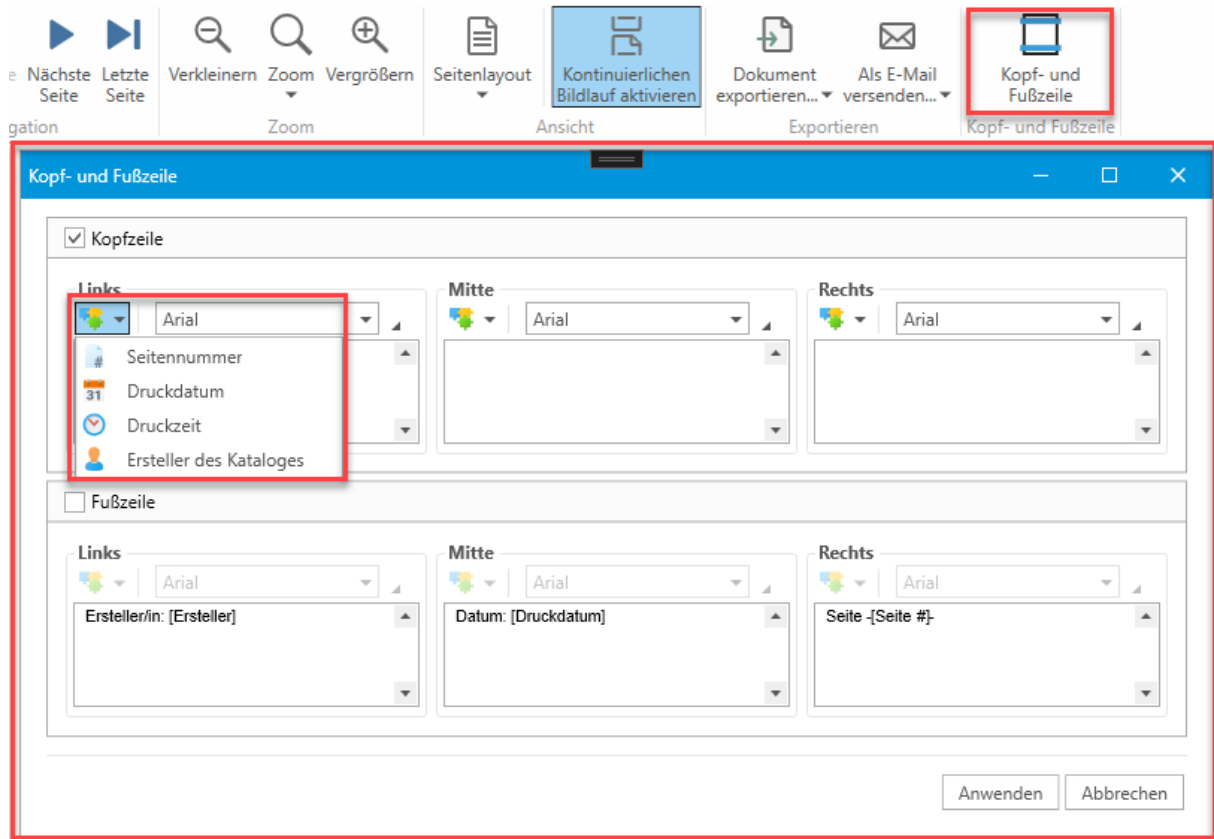 e Nächste Letzte Verkleinern Zoom Vergrößern Seitenlayout Kontinuierlichen Dokument Als E-Mail Kopf- und
Seite Seite Bildlauf aktivieren exportieren... versenden... Fußzeile
gation Zoom Ansicht Exportieren Kopf- und Fußzeile
Kopf- und Fußzeile
Kopfzeile
Links Mitte Rechts
Arial Arial Arial
# Seitennummer
31 Druckdatum
Druckzeit
Ersteller des Kataloges
Fußzeile
Links Mitte Rechts
Arial Arial Arial
Ersteller/in: [Ersteller] Datum: [Druckdatum] Seite -[Seite #]-
Anwenden Abbrechen